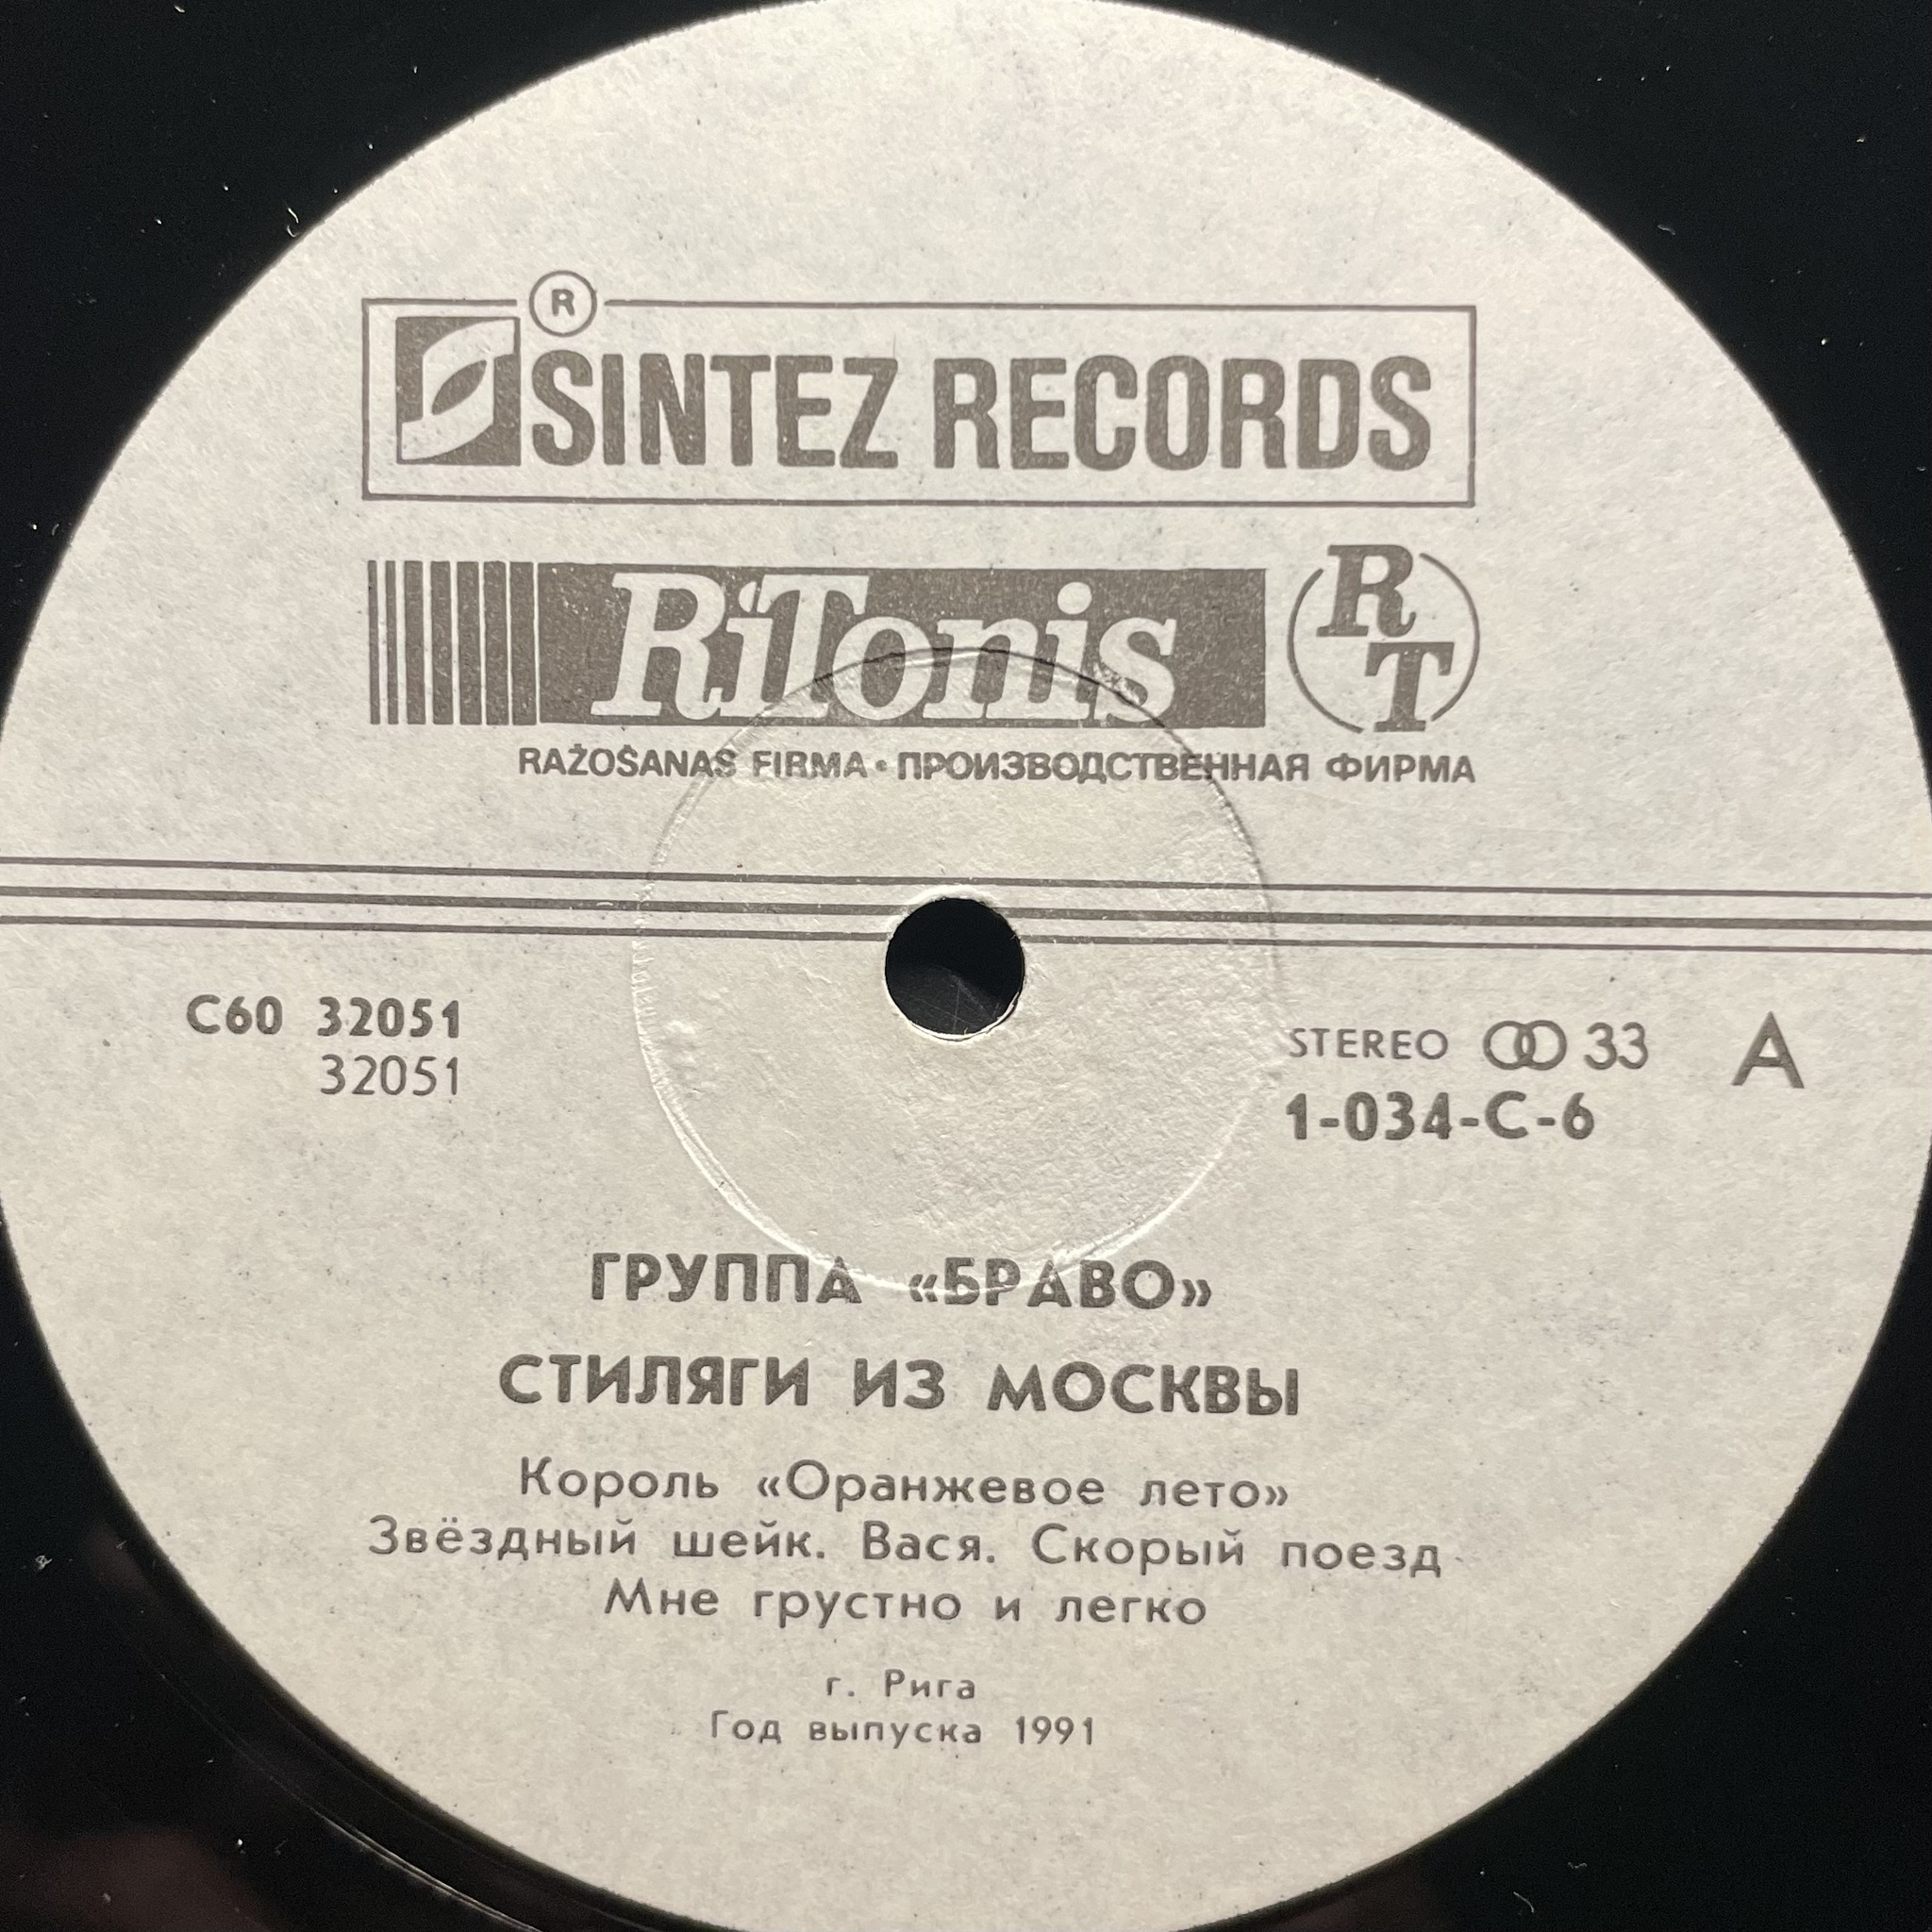 ®
SINTEZ RECORDS
RiTonis RT
RAŽOŠANAS FIRMA • ПРОИЗВОДСТВЕННАЯ ФИРМА
С60 32051
32051
STEREO 33 A
1-034-С-6
ГРУППА «БРАВО»
СТИЛЯГИ ИЗ МОСКВЫ
Король «Оранжевое лето»
Звёздный шейк. Вася. Скорый поезд
Мне грустно и легко
г. Рига
Год выпуска 1991